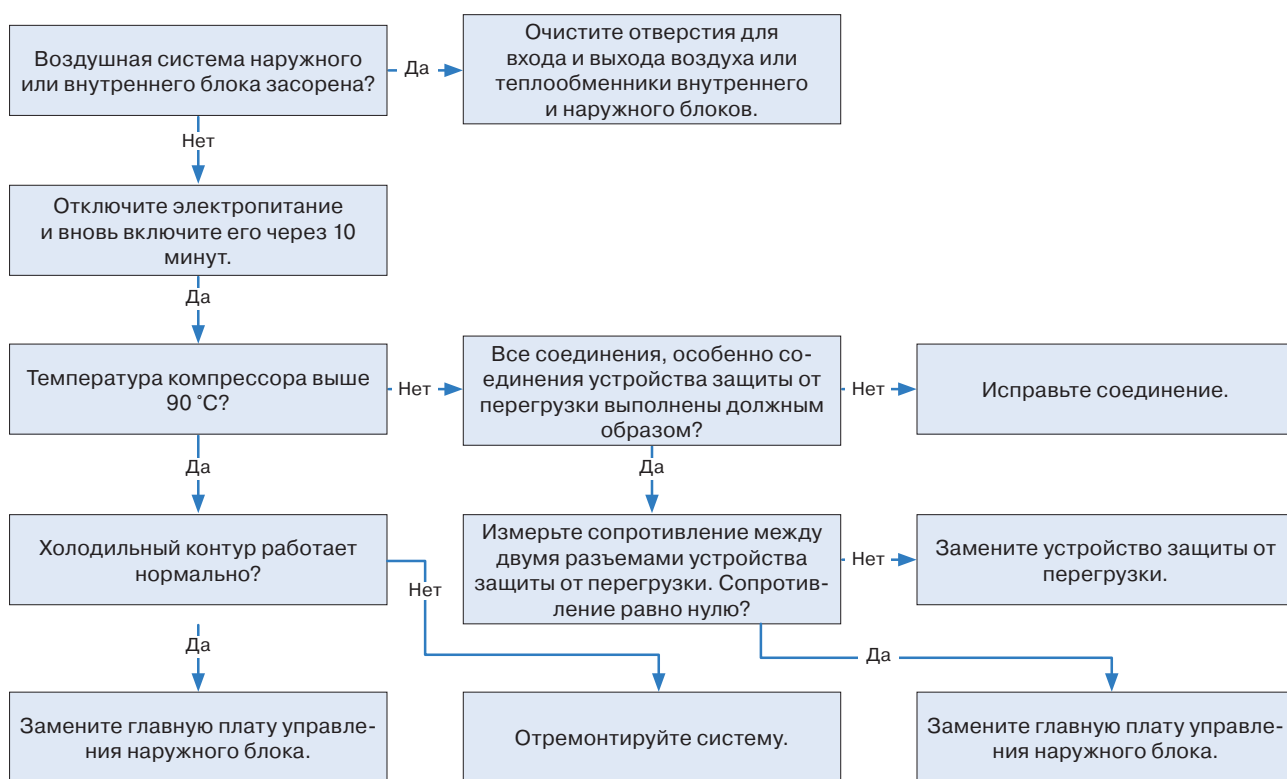 Воздушная система наружного
или внутреннего блока засорена?
Да
Очистите отверстия для
входа и выхода воздуха или
теплообменники внутреннего
и наружного блоков.
Нет
Отключите электропитание
и вновь включите его через 10
минут.
Да
Температура компрессора выше
90 °C?
Нет
Все соединения, особенно со-
единения устройства защиты от
перегрузки выполнены должным
образом?
Нет
Исправьте соединение.
Да
Да
Холодильный контур работает
нормально?
Нет
Измерьте сопротивление между
двумя разъемами устройства
защиты от перегрузки. Сопротив-
ление равно нулю?
Нет
Замените устройство защиты от
перегрузки.
Да
Да
Замените главную плату управле-
ния наружного блока.
Отремонтируйте систему.
Замените главную плату управле-
ния наружного блока.